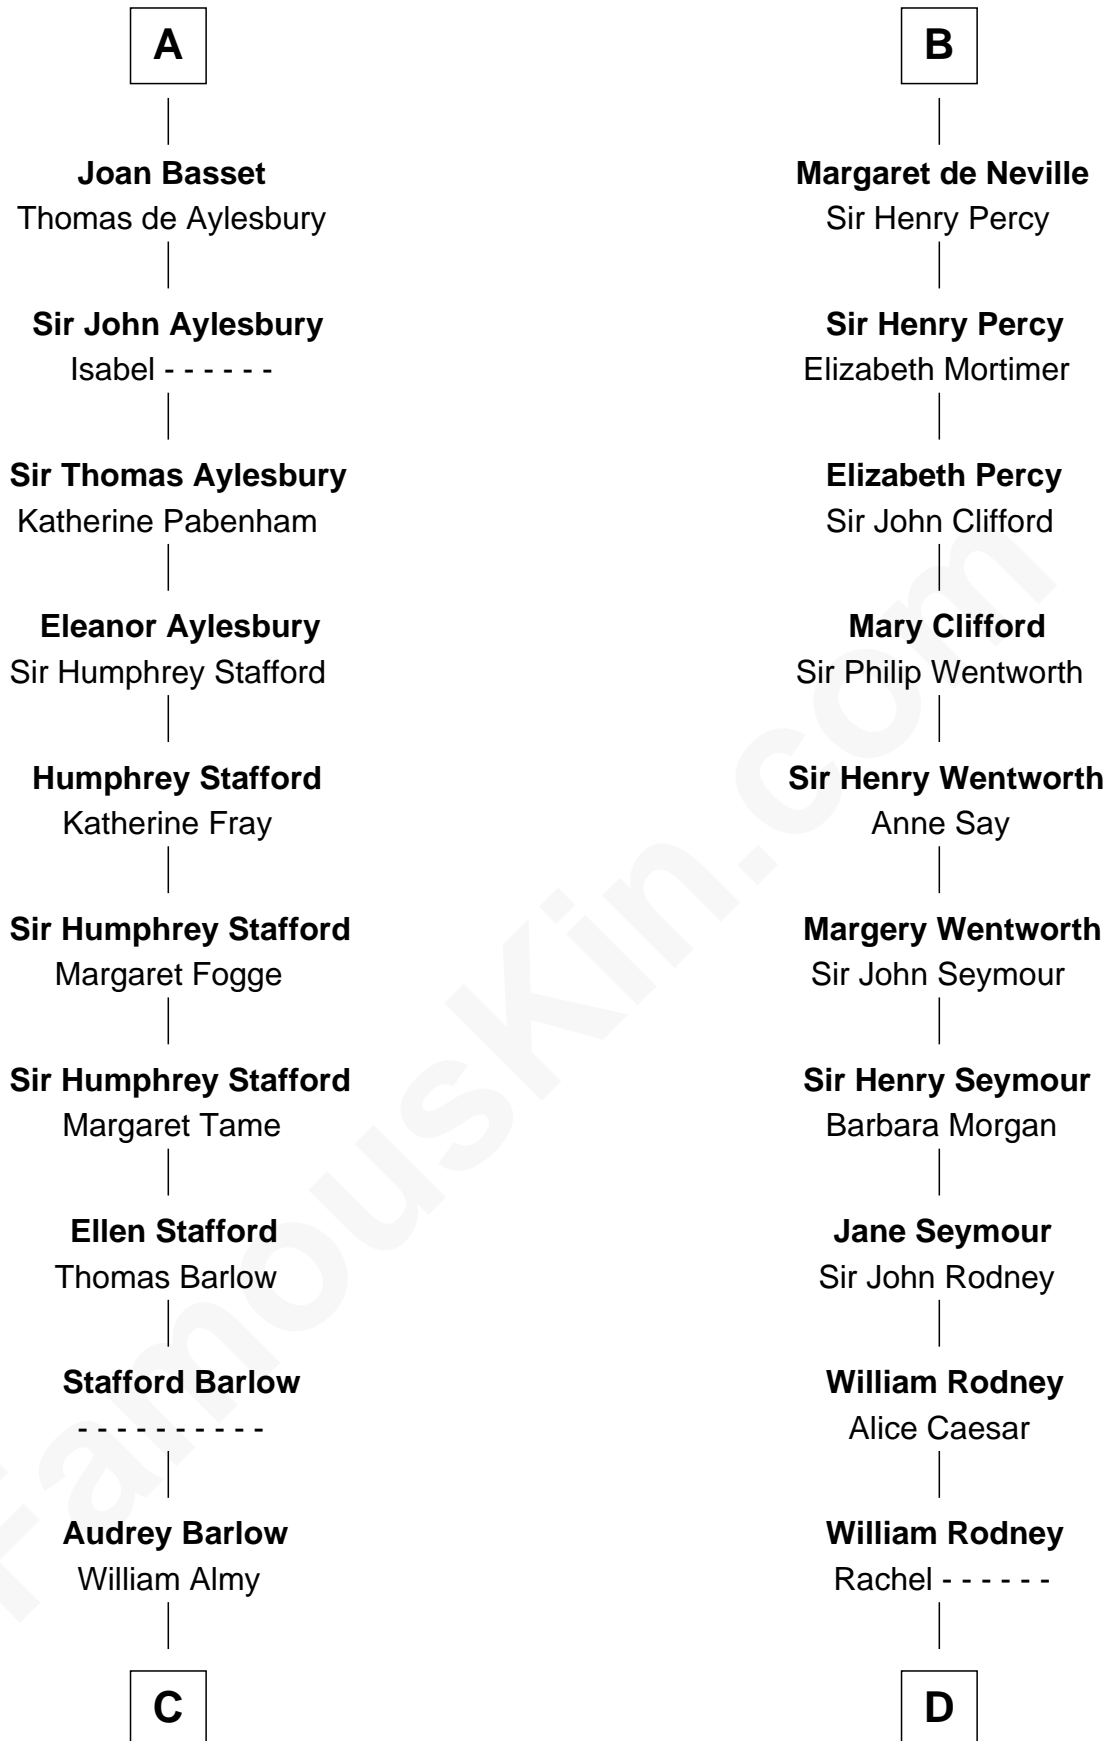 A
Joan Basset
Thomas de Aylesbury
Sir John Aylesbury
Isabel - - - - - -
Sir Thomas Aylesbury
Katherine Pabenham
Eleanor Aylesbury
Sir Humphrey Stafford
Humphrey Stafford
Katherine Fray
Sir Humphrey Stafford
Margaret Fogge
Sir Humphrey Stafford
Margaret Tame
Ellen Stafford
Thomas Barlow
Stafford Barlow
- - - - - - - - - -
Audrey Barlow
William Almy
C
B
Margaret de Neville
Sir Henry Percy
Sir Henry Percy
Elizabeth Mortimer
Elizabeth Percy
Sir John Clifford
Mary Clifford
Sir Philip Wentworth
Sir Henry Wentworth
Anne Say
Margery Wentworth
Sir John Seymour
Sir Henry Seymour
Barbara Morgan
Jane Seymour
Sir John Rodney
William Rodney
Alice Caesar
William Rodney
Rachel - - - - - -
D
FamousKin.com